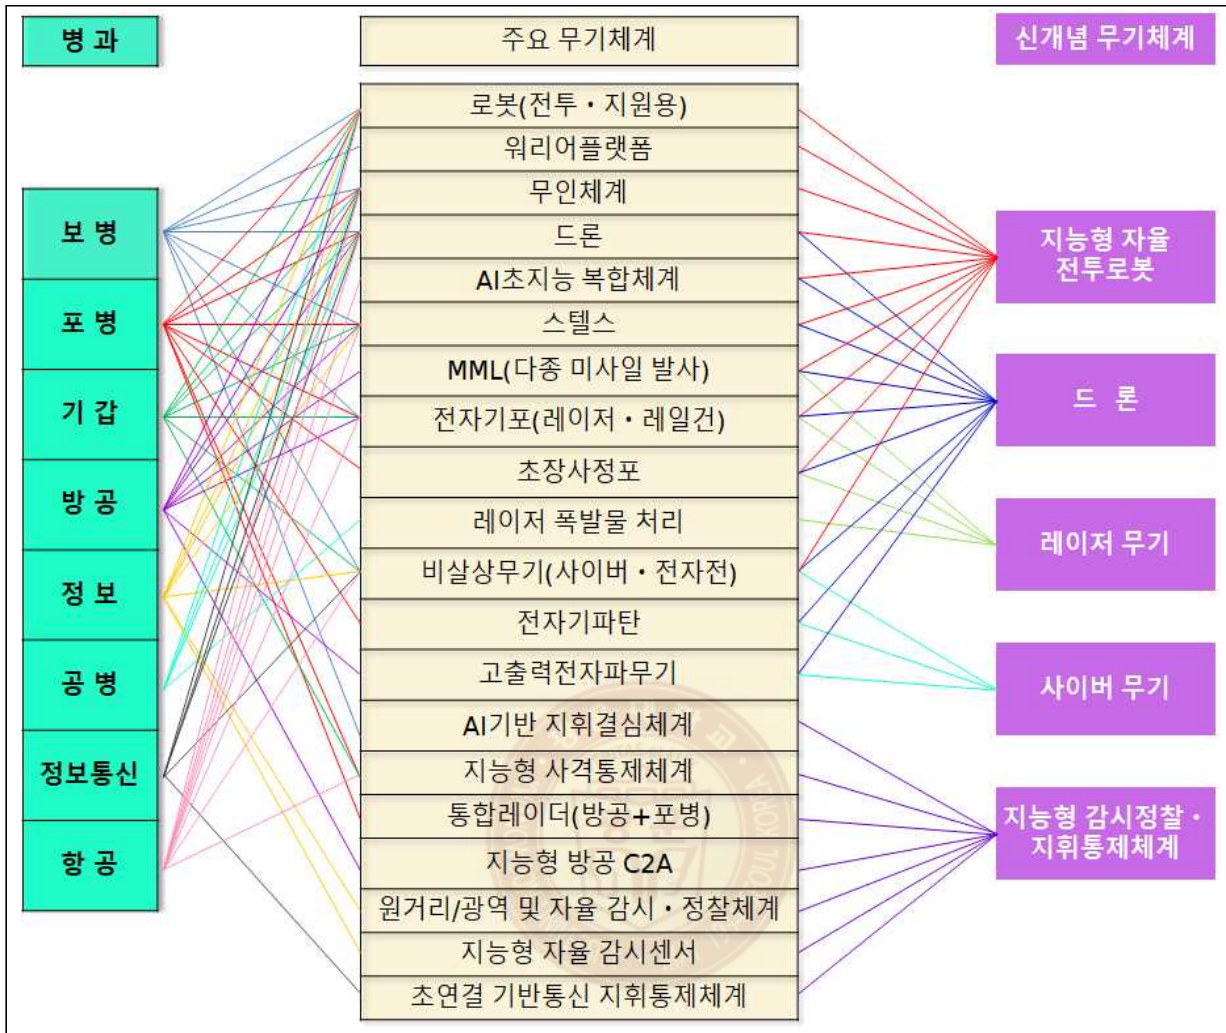 병 과
주요 무기체계
신개념 무기체계
보 병
포 병
기 갑
방 공
정 보
공 병
정보통신
항 공
로봇(전투・지원용)
워리어플랫폼
무인체계
드론
AI초지능 복합체계
스텔스
MML(다종 미사일 발사)
전자기포(레이저・레일건)
초장사정포
레이저 폭발물 처리
비살상무기(사이버・전자전)
전자기파탄
고출력전자파무기
AI기반 지휘결심체계
지능형 사격통제체계
통합레이더(방공+포병)
지능형 방공 C2A
원거리/광역 및 자율 감시・정찰체계
지능형 자율 감시센서
초연결 기반통신 지휘통제체계
지능형 자율
전투로봇
드 론
레이저 무기
사이버 무기
지능형 감시정찰・
지휘통제체계